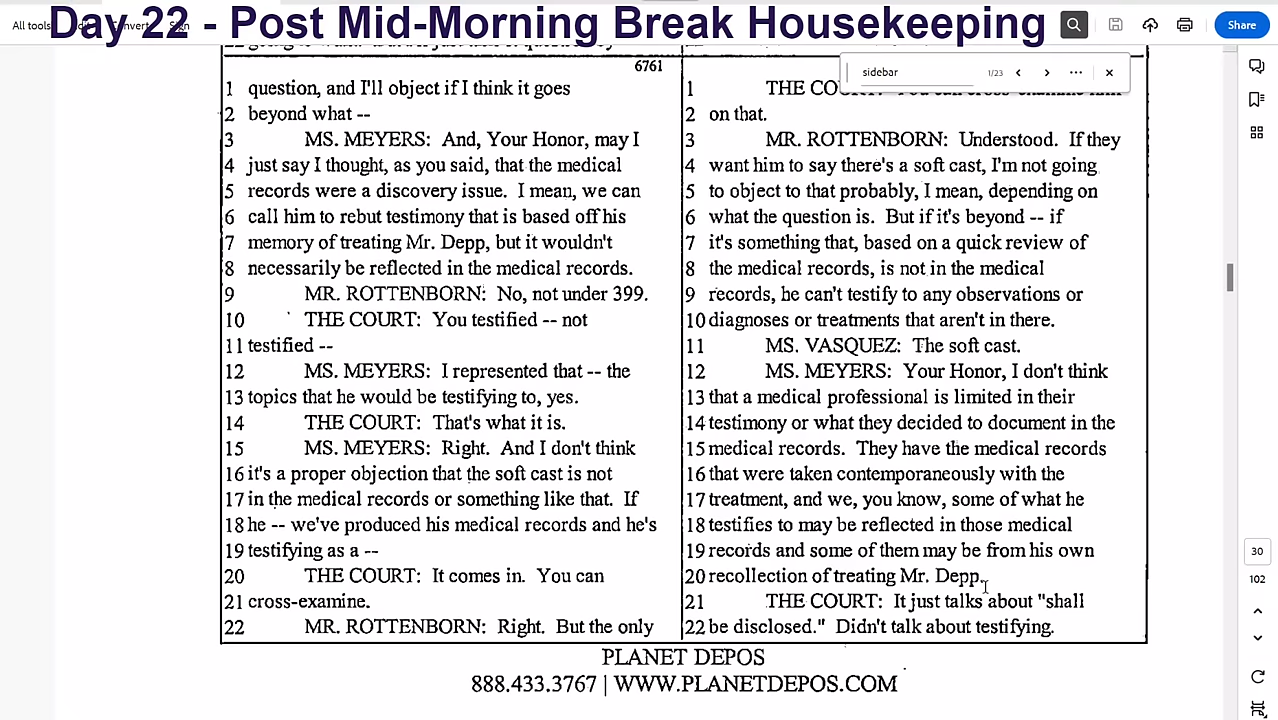 All tools
Convert
Sign
Day 22 - Post Mid-Morning Break Housekeeping
Share
sidebar
1/23
6761
1 question, and I'll object if I think it goes
2 beyond what --
3 MS. MEYERS: And, Your Honor, may I
4 just say I thought, as you said, that the medical
5 records were a discovery issue. I mean, we can
6 call him to rebut testimony that is based off his
7 memory of treating Mr. Depp, but it wouldn't
8 necessarily be reflected in the medical records.
9 MR. ROTTENBORN: No, not under 399.
10 THE COURT: You testified -- not
11 testified --
12 MS. MEYERS: I represented that -- the
13 topics that he would be testifying to, yes.
14 THE COURT: That's what it is.
15 MS. MEYERS: Right. And I don't think
16 it's a proper objection that the soft cast is not
17 in the medical records or something like that. If
18 he -- we've produced his medical records and he's
19 testifying as a --
20 THE COURT: It comes in. You can
21 cross-examine.
22 MR. ROTTENBORN: Right. But the only
1 THE
2 on that.
3 MR. ROTTENBORN: Understood. If they
4 want him to say there's a soft cast, I'm not going
5 to object to that probably, I mean, depending on
6 what the question is. But if it's beyond -- if
7 it's something that, based on a quick review of
8 the medical records, is not in the medical
9 records, he can't testify to any observations or
10 diagnoses or treatments that aren't in there.
11 MS. VASQUEZ: The soft cast.
12 MS. MEYERS: Your Honor, I don't think
13 that a medical professional is limited in their
14 testimony or what they decided to document in the
15 medical records. They have the medical records
16 that were taken contemporaneously with the
17 treatment, and we, you know, some of what he
18 testifies to may be reflected in those medical
19 records and some of them may be from his own
20 recollection of treating Mr. Depp.
21 THE COURT: It just talks about "shall
22 be disclosed." Didn't talk about testifying.
PLANET DEPOS
888.433.3767 | WWW.PLANETDEPOS.COM
30
102